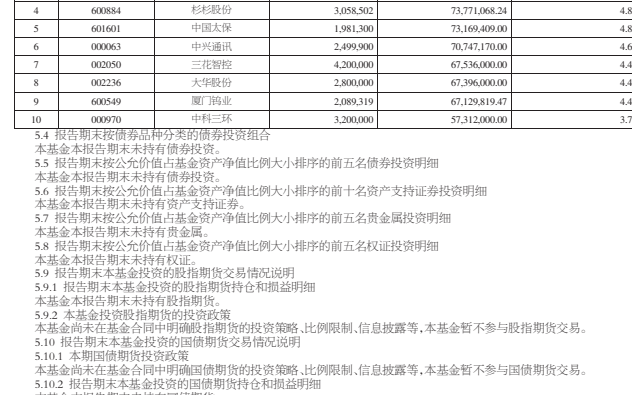 4 600884 杉杉股份 3,058,502 73,771,068.24 4.8
5 601601 中国太保 1,981,300 73,169,409.00 4.8
6 000063 中兴通讯 2,499,900 70,747,170.00 4.6
7 002050 三花智控 4,200,000 67,536,000.00 4.4
8 002236 大华股份 2,800,000 67,396,000.00 4.4
9 600549 厦门钨业 2,089,319 67,129,819.47 4.4
10 000970 中科三环 3,200,000 57,312,000.00 3.7
5.4 报告期末按债券品种分类的债券投资组合
本基金本报告期末未持有债券投资。
5.5 报告期末按公允价值占基金资产净值比例大小排序的前五名债券投资明细
本基金本报告期末未持有债券投资。
5.6 报告期末按公允价值占基金资产净值比例大小排序的前十名资产支持证券投资明细
本基金本报告期末未持有资产支持证券。
5.7 报告期末按公允价值占基金资产净值比例大小排序的前五名贵金属投资明细
本基金本报告期末未持有贵金属。
5.8 报告期末按公允价值占基金资产净值比例大小排序的前五名权证投资明细
本基金本报告期末未持有权证。
5.9 报告期末本基金投资的股指期货交易情况说明
5.9.1 报告期末本基金投资的股指期货持仓和损益明细
本基金本报告期末未持有股指期货。
5.9.2 本基金投资股指期货的投资政策
本基金尚未在基金合同中明确股指期货的投资策略、比例限制、信息披露等，本基金暂不参与股指期货交易。
5.10 报告期末本基金投资的国债期货交易情况说明
5.10.1 本期国债期货投资政策
本基金尚未在基金合同中明确国债期货的投资策略、比例限制、信息披露等，本基金暂不参与国债期货交易。
5.10.2 报告期末本基金投资的国债期货持仓和损益明细